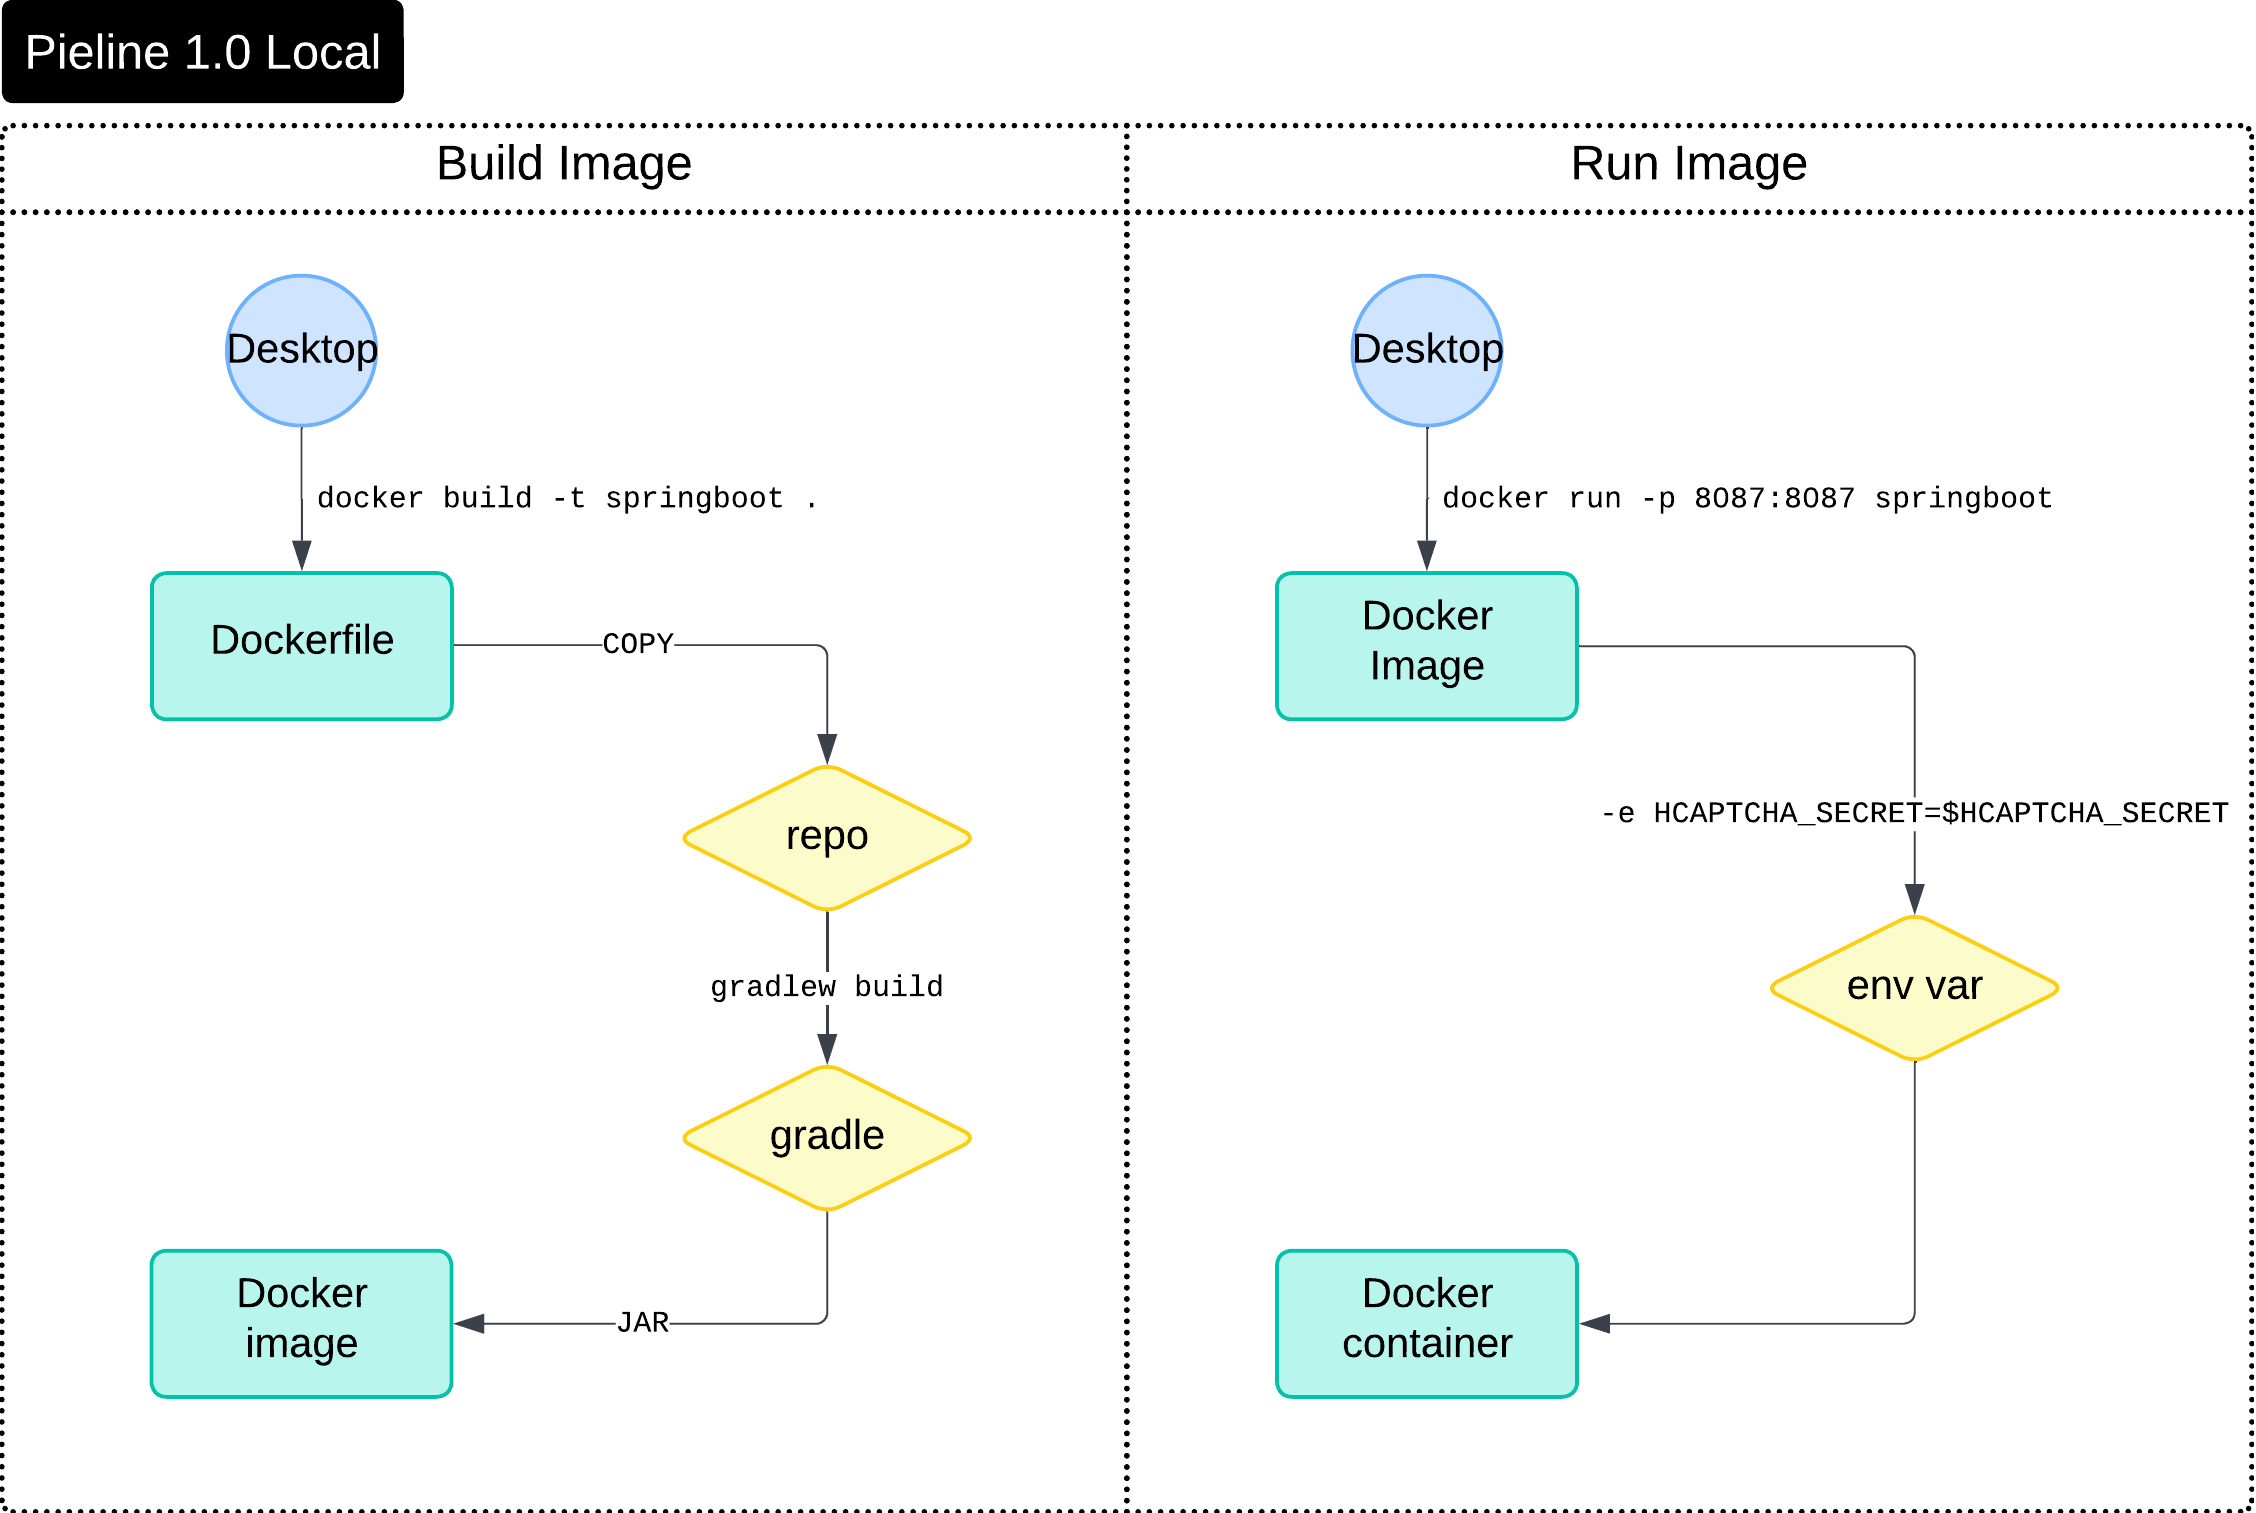 Pieline 1.0 Local
Build Image
Run Image
Desktop
docker build -t springboot .
Dockerfile
COPY
repo
gradlew build
gradle
JAR
Docker
image
Desktop
docker run -p 8087:8087 springboot
Docker
Image
-e HCAPTCHA_SECRET=$HCAPTCHA_SECRET
env var
Docker
container